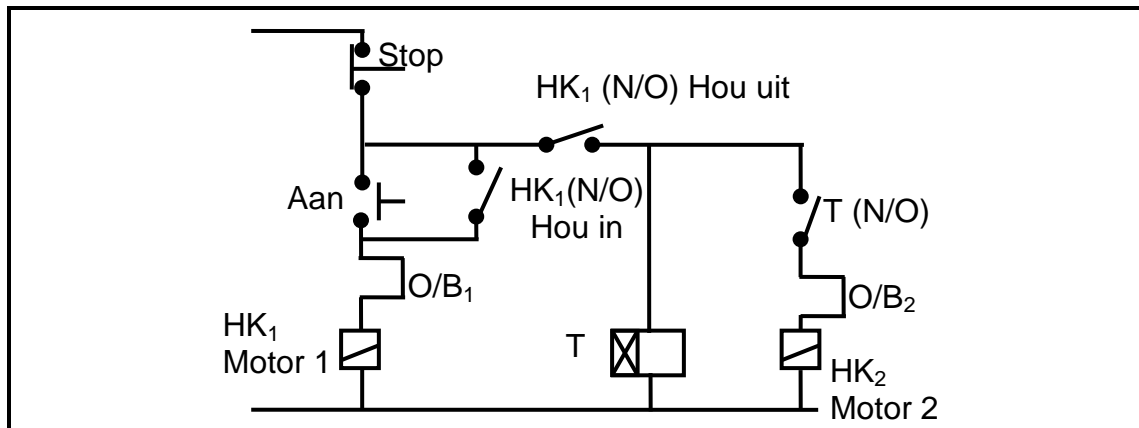 Stop
HK₁ (N/O) Hou uit
Aan
HK₁(N/O)
Hou in
T (N/O)
O/B₁
O/B₂
HK₁
Motor 1
T
HK₂
Motor 2